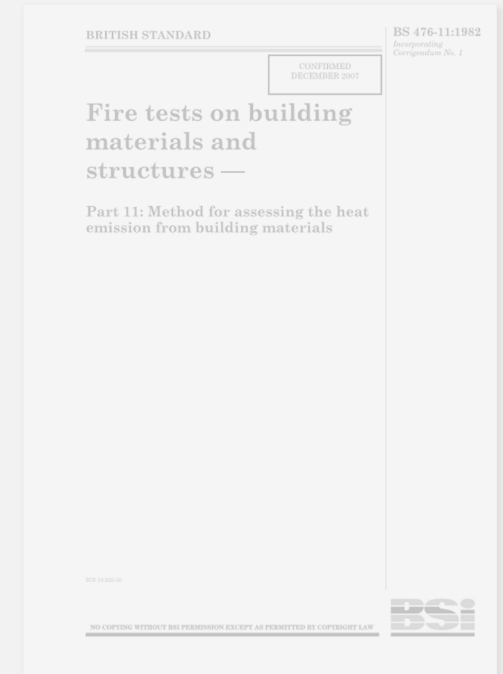 BRITISH STANDARD
BS 476-11:1982
Incorporating
Corrigendum No. 1
CONFIRMED
DECEMBER 2007
Fire tests on building
materials and
structures —
Part 11: Method for assessing the heat
emission from building materials
NO COPYING WITHOUT BSI PERMISSION EXCEPT AS PERMITTED BY COPYRIGHT LAW
BSi